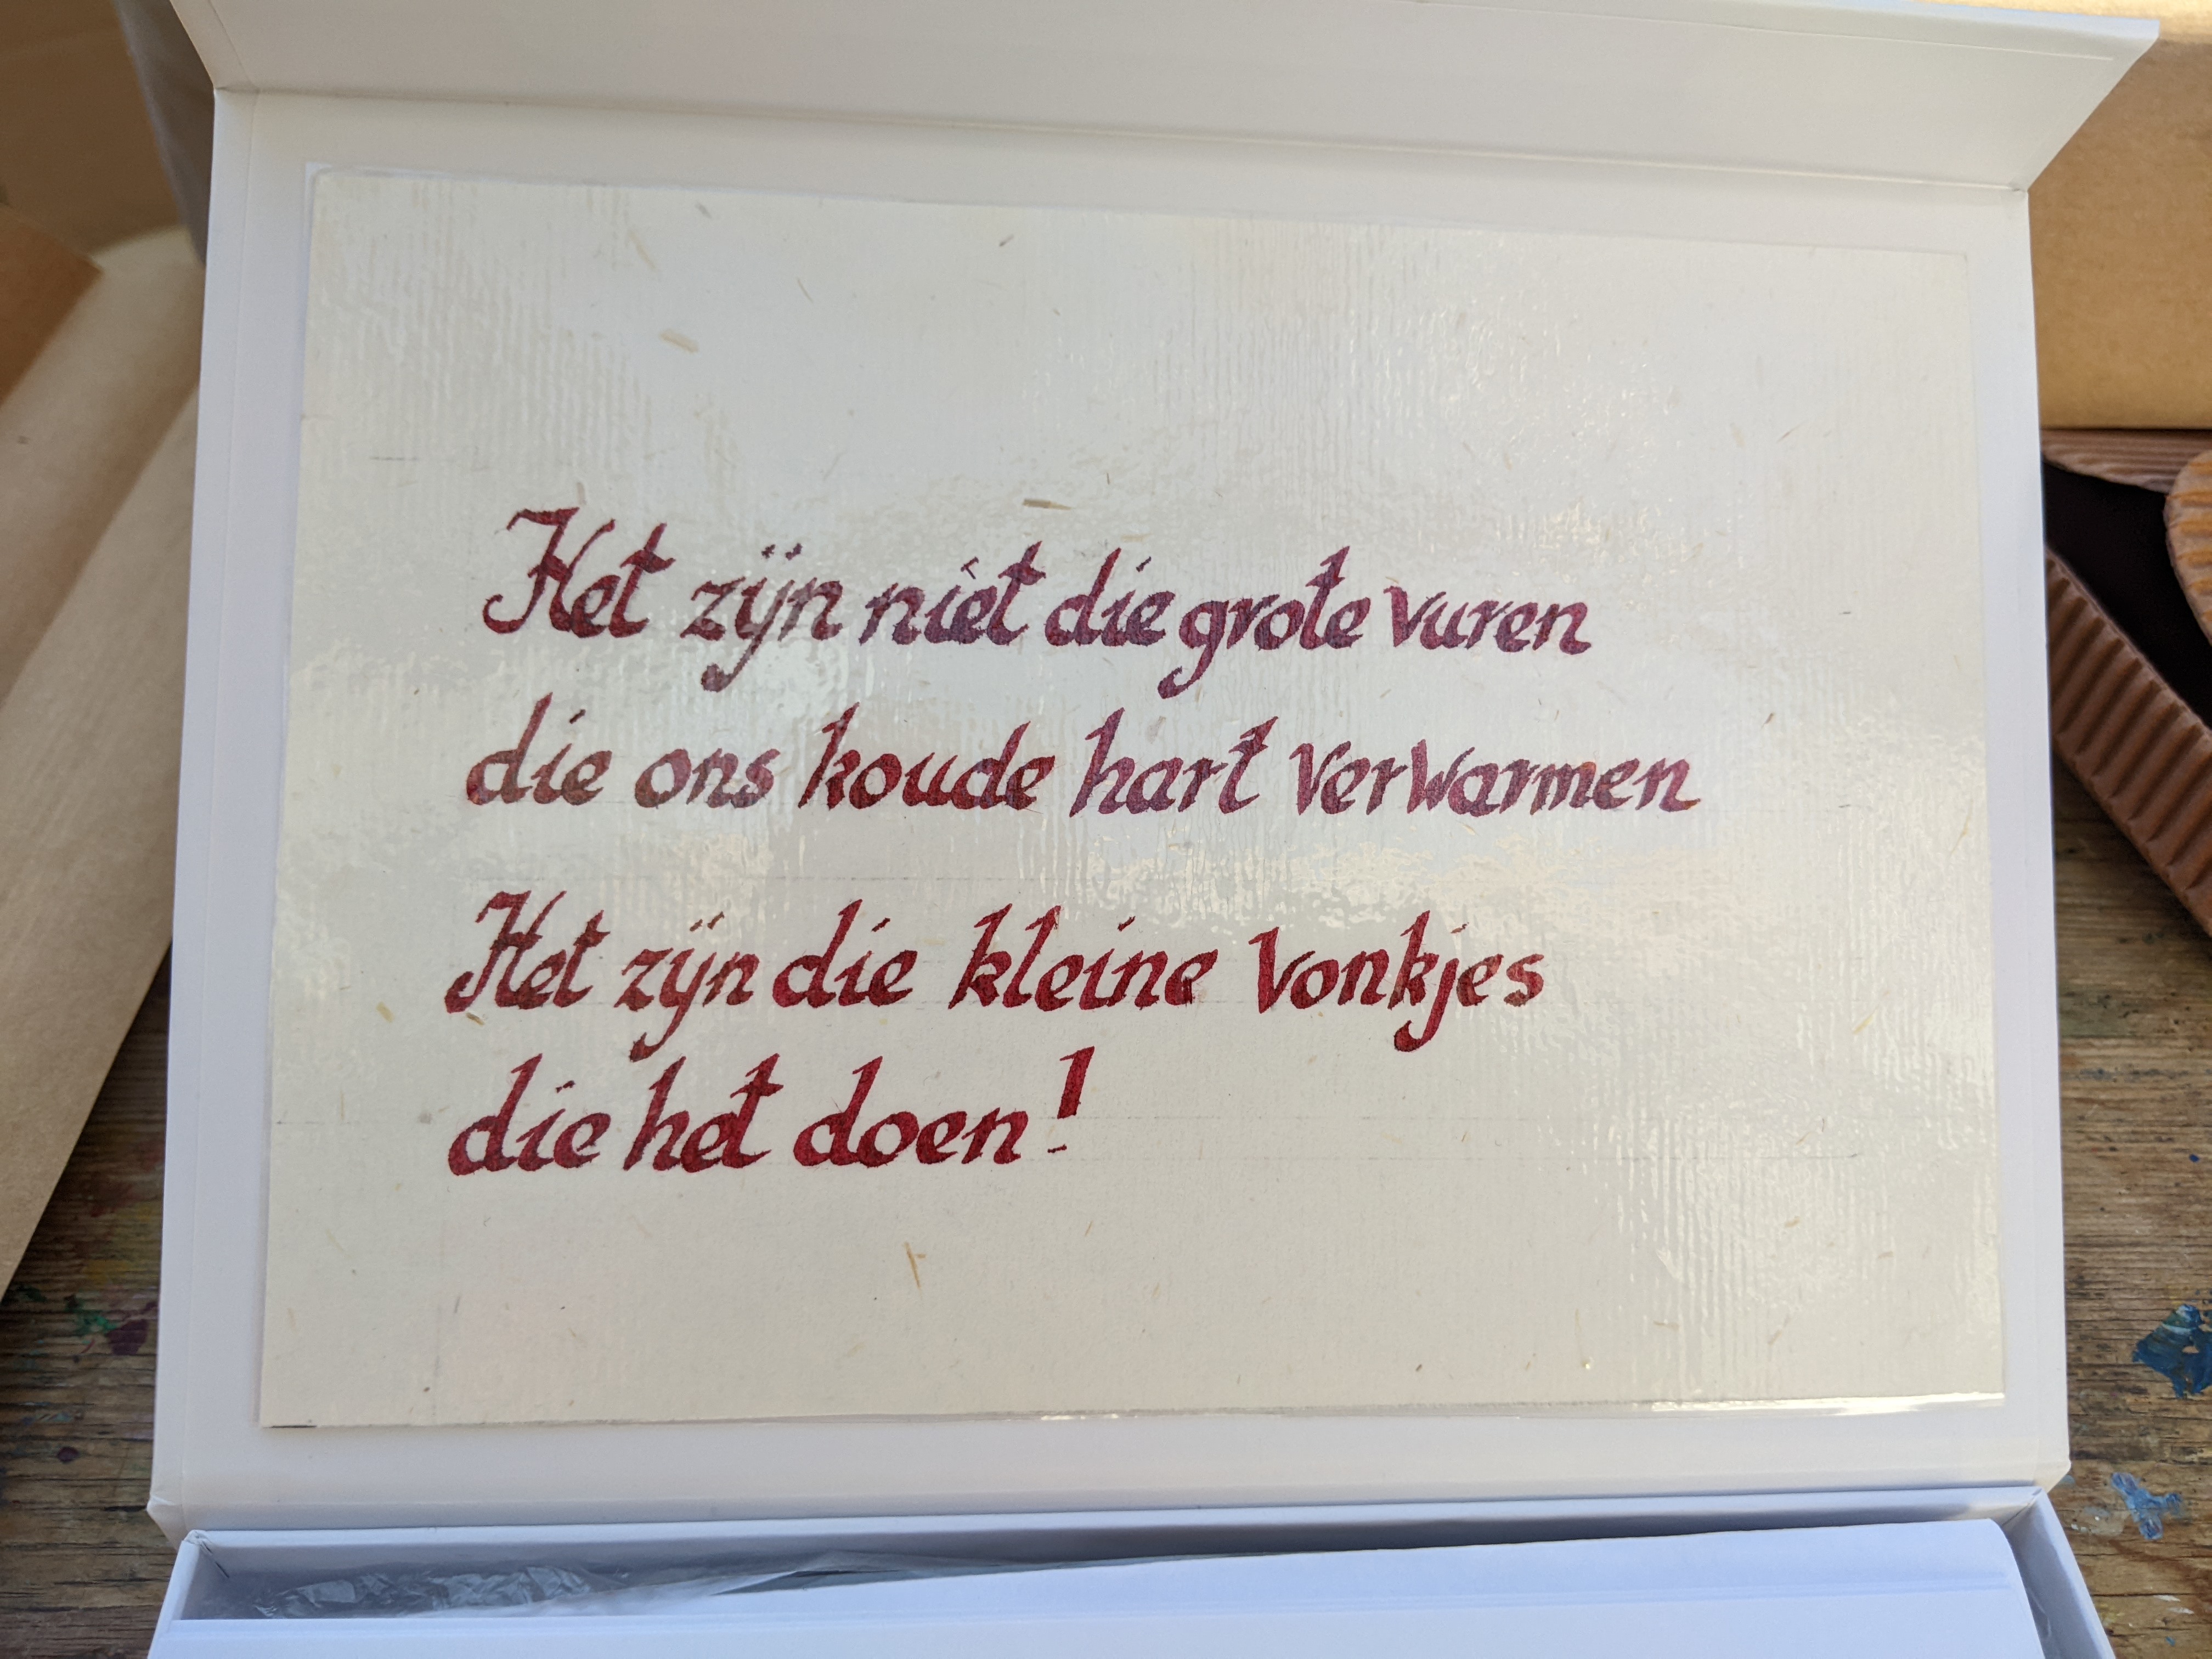 Het zijn niet die grote vuren
die ons koude hart verwarmen
Het zijn die kleine vonkjes
die het doen!